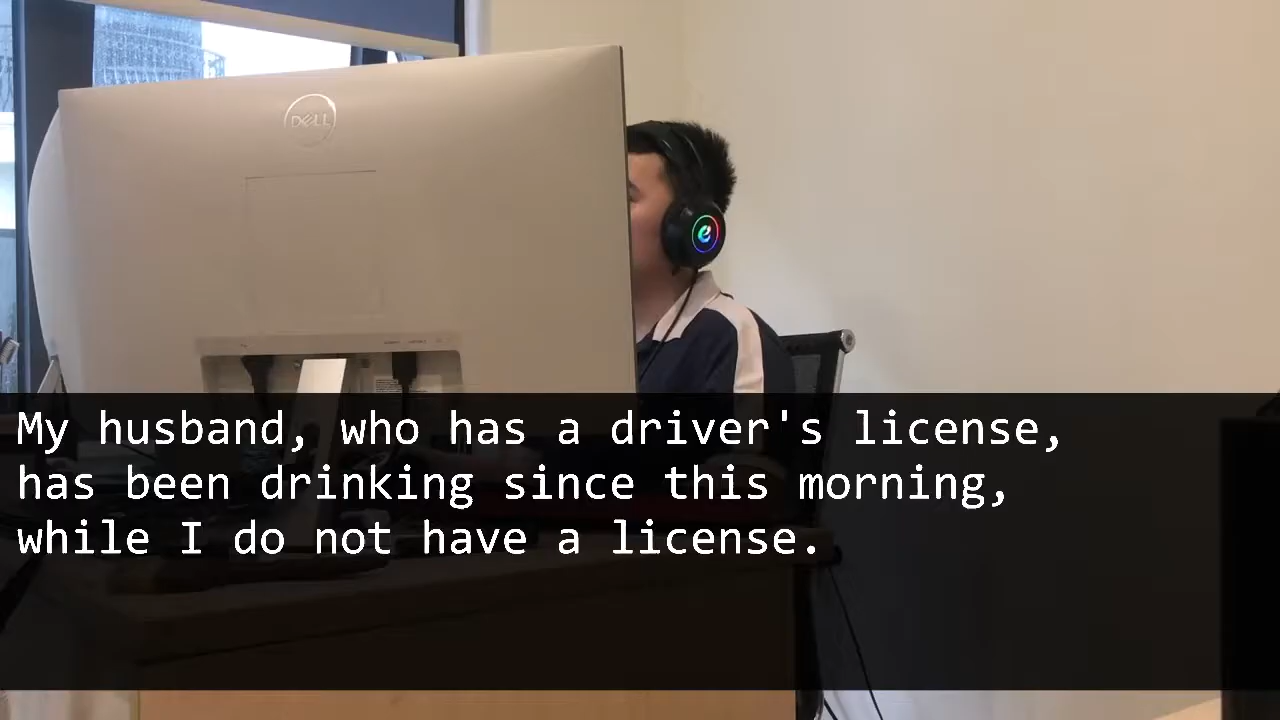 DELL
My husband, who has a driver's license,
has been drinking since this morning,
while I do not have a license.